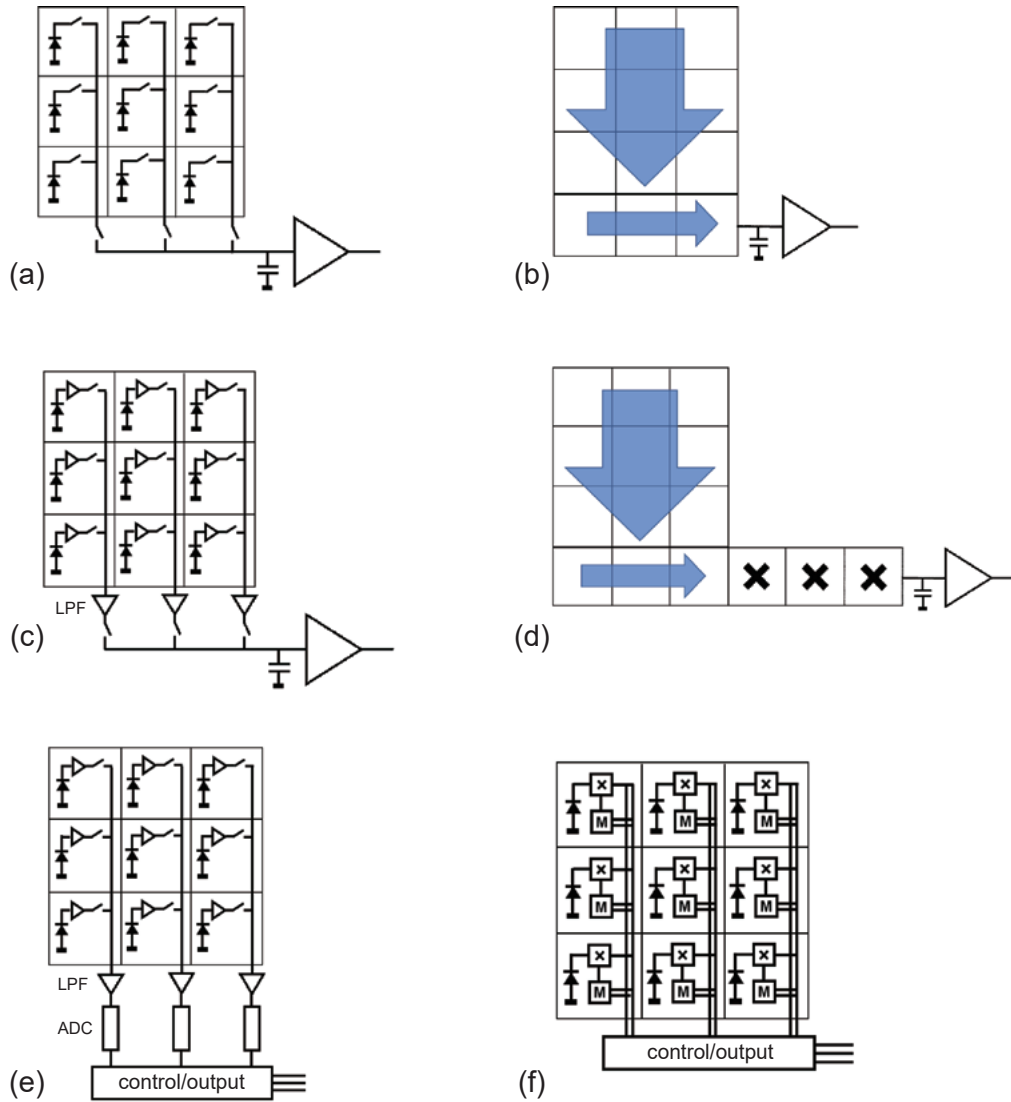 (a)
(b)
LPF
(c)
(d)
LPF
ADC
control/output
(e)
× × ×
M M M
× × ×
M M M
× × ×
M M M
control/output
(f)